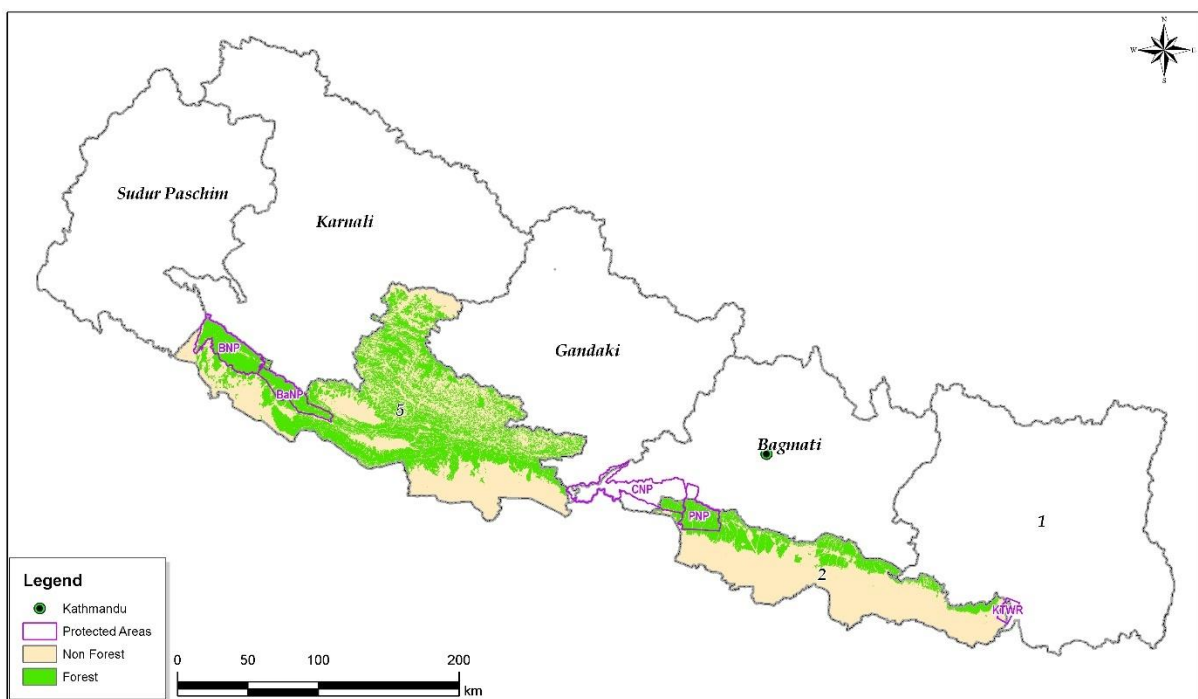 N
W
E
S
Sudur Paschim
Karnali
Gandaki
BNP
BaNP
5
Bagmati
CNP
PNP
1
2
KTWR
Legend
Kathmandu
Protected Areas
Non Forest
Forest
0 50 100 200
km